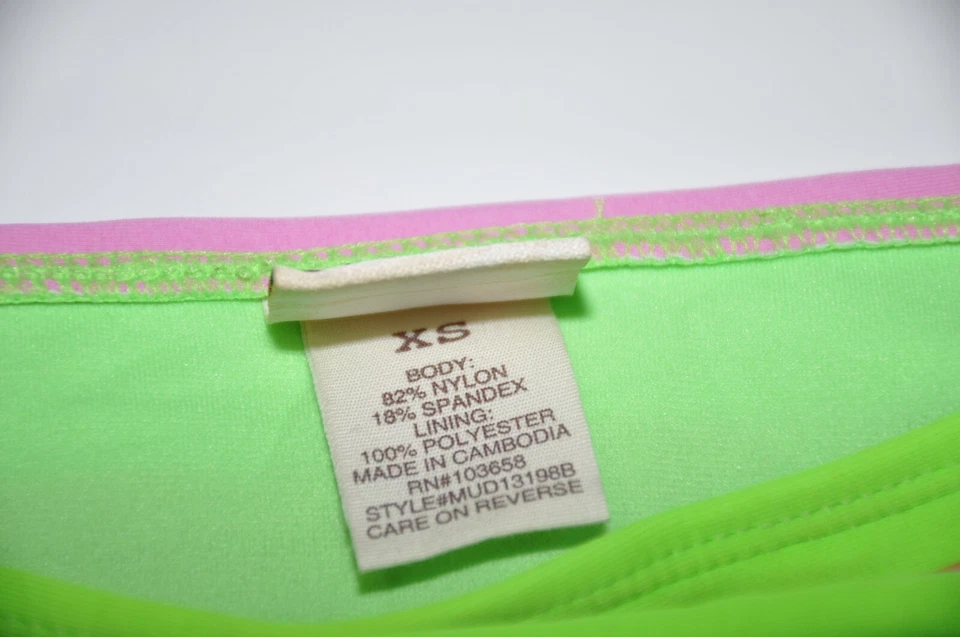 XS
BODY:
82% NYLON
18% SPANDEX
LINING:
100% POLYESTER
MADE IN CAMBODIA
RN#103658
STYLE#MUD13198B
CARE ON REVERSE